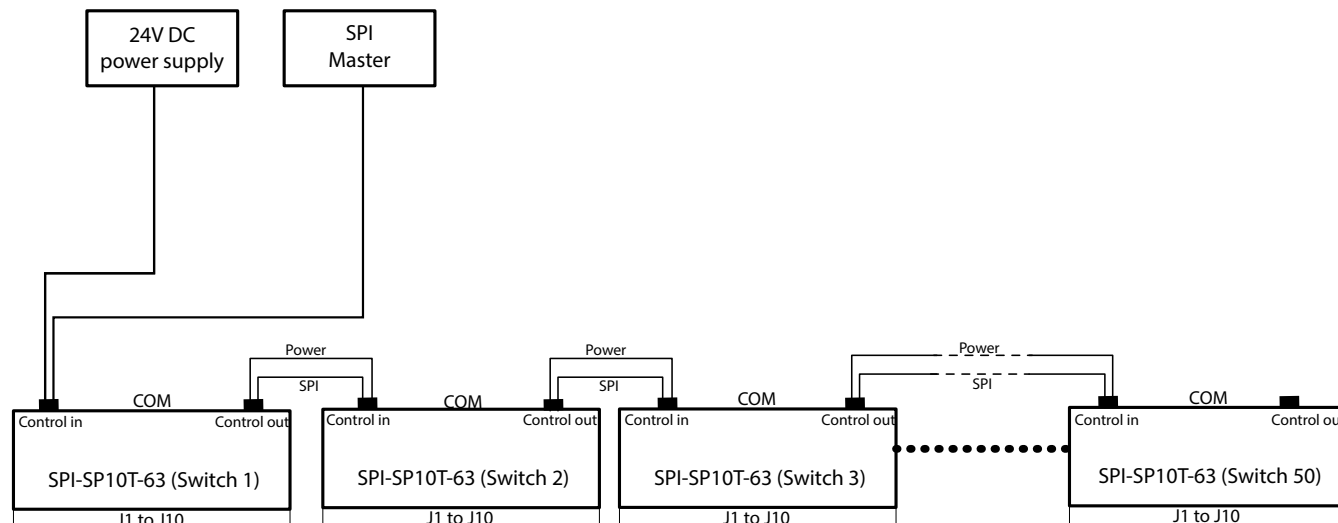 24V DC
power supply
SPI
Master
Power
SPI
Power
SPI
Power
SPI
COM
Control in
Control out
SPI-SP10T-63 (Switch 1)
J1 to J10
COM
Control in
Control out
SPI-SP10T-63 (Switch 2)
J1 to J10
COM
Control in
Control out
SPI-SP10T-63 (Switch 3)
J1 to J10
COM
Control in
Control ou
SPI-SP10T-63 (Switch 50)
J1 to J10